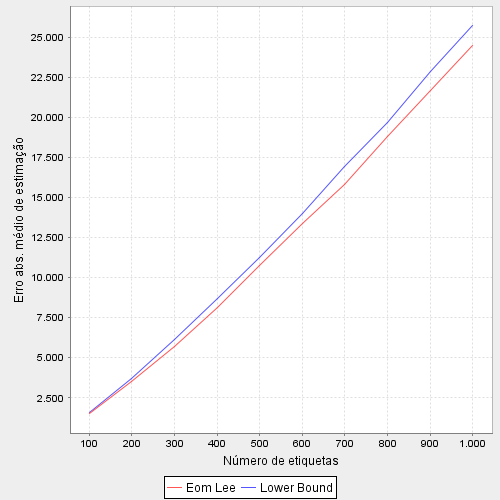 Erro abs. médio de estimação
25.000
22.500
20.000
17.500
15.000
12.500
10.000
7.500
5.000
2.500
100 200 300 400 500 600 700 800 900 1.000
Número de etiquetas
Eom Lee Lower Bound